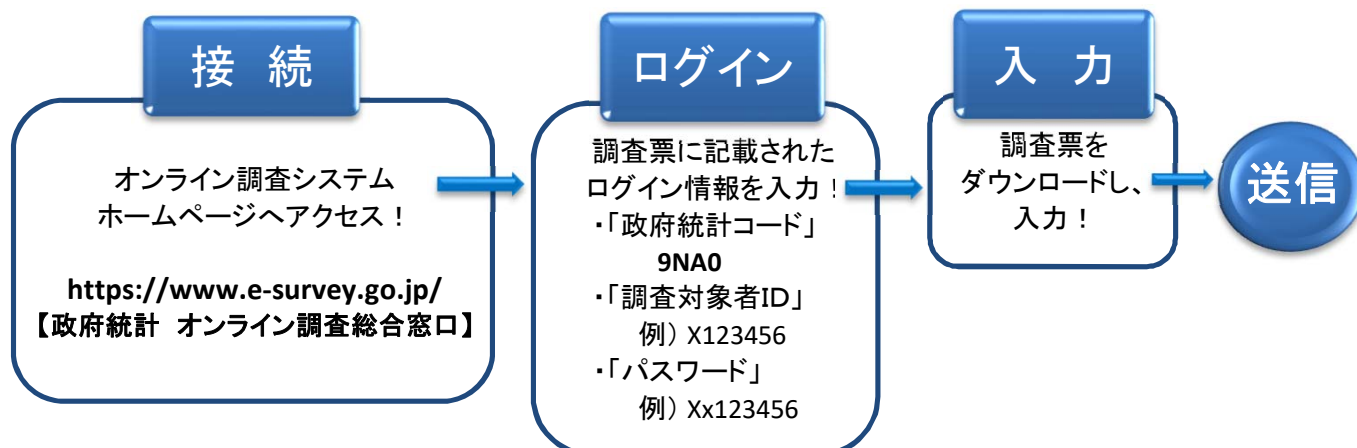 接 続
オンライン調査システム
ホームページへアクセス！
https://www.e-survey.go.jp/
【政府統計 オンライン調査総合窓口】
ログイン
調査票に記載された
ログイン情報を入力！
・「政府統計コード」
9NA0
・「調査対象者ID」
例） X123456
・「パスワード」
例） Xx123456
入 力
調査票を
ダウンロードし、
入力！
送信